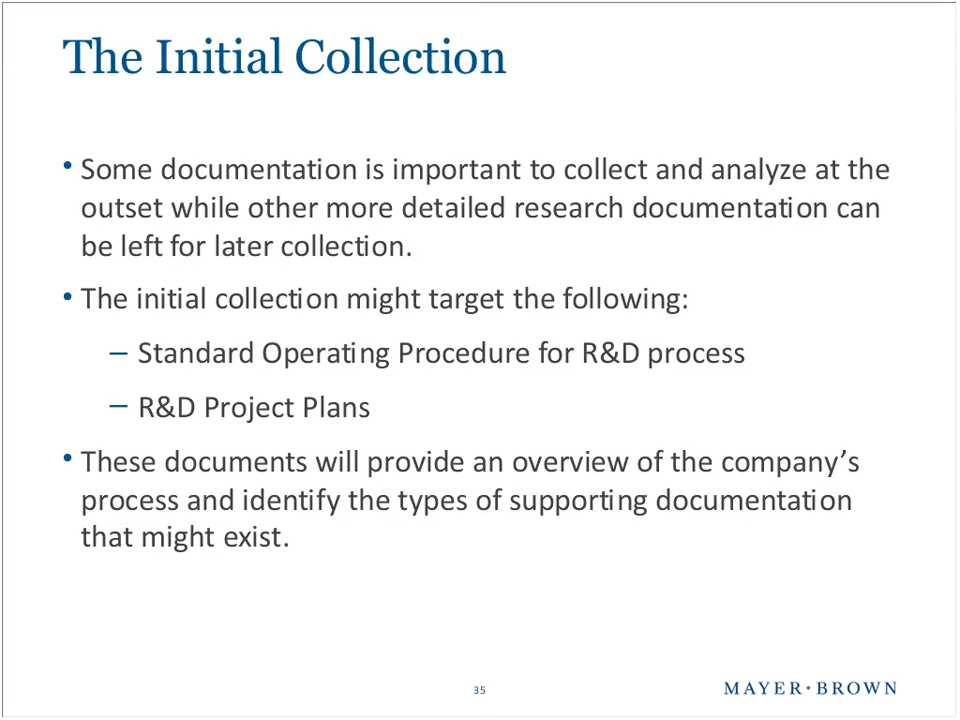 The Initial Collection
• Some documentation is important to collect and analyze at the
outset while other more detailed research documentation can
be left for later collection.
• The initial collection might target the following:
– Standard Operating Procedure for R&D process
– R&D Project Plans
• These documents will provide an overview of the company’s
process and identify the types of supporting documentation
that might exist.
35
MAYER • BROWN